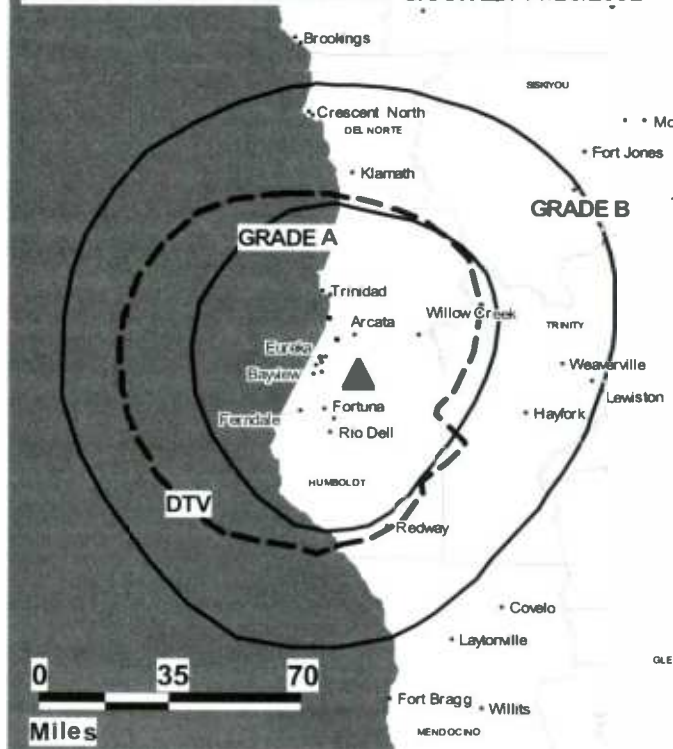 Brookings
SISKIYOU
Crescent North
DEL NORTE
Mo
Fort Jones
Klamath
GRADE B
GRADE A
Trinidad
Willow Creek
Arcata
TRINITY
Eureka
Weaverville
Bayview
Lewiston
Fortuna
Ferndale
Hayfork
Rio Dell
HUMBOLDT
DTV
Redway
Covelo
Laytonville
GLE
0 35 70
Miles
Fort Bragg
Willits
MENDOCINO